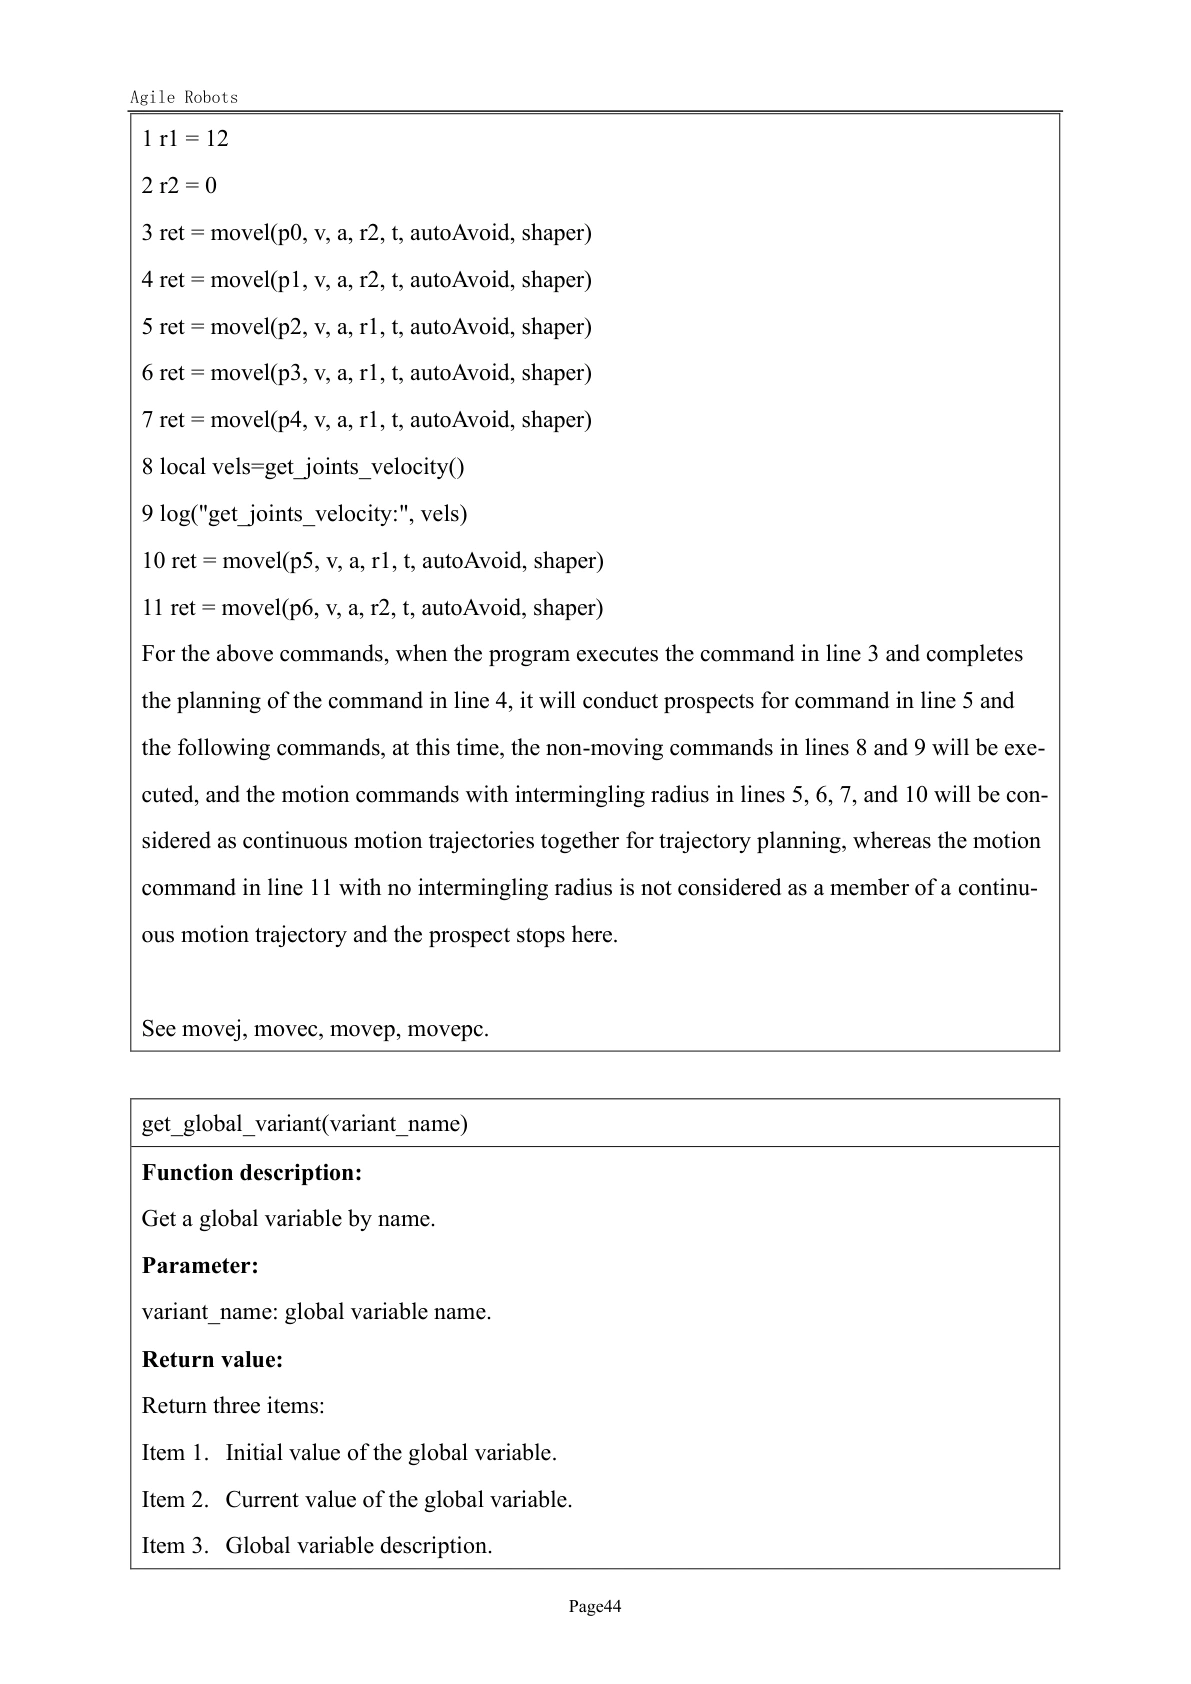 Agile Robots
1 r1 = 12
2 r2 = 0
3 ret = movel(p0, v, a, r2, t, autoAvoid, shaper)
4 ret = movel(p1, v, a, r2, t, autoAvoid, shaper)
5 ret = movel(p2, v, a, r1, t, autoAvoid, shaper)
6 ret = movel(p3, v, a, r1, t, autoAvoid, shaper)
7 ret = movel(p4, v, a, r1, t, autoAvoid, shaper)
8 local vels=get_joints_velocity()
9 log("get_joints_velocity:", vels)
10 ret = movel(p5, v, a, r1, t, autoAvoid, shaper)
11 ret = movel(p6, v, a, r2, t, autoAvoid, shaper)
For the above commands, when the program executes the command in line 3 and completes
the planning of the command in line 4, it will conduct prospects for command in line 5 and
the following commands, at this time, the non-moving commands in lines 8 and 9 will be exe-
cuted, and the motion commands with intermingling radius in lines 5, 6, 7, and 10 will be con-
sidered as continuous motion trajectories together for trajectory planning, whereas the motion
command in line 11 with no intermingling radius is not considered as a member of a continu-
ous motion trajectory and the prospect stops here.
See movej, movec, movep, movepc.
get_global_variant(variant_name)
Function description:
Get a global variable by name.
Parameter:
variant_name: global variable name.
Return value:
Return three items:
Item 1. Initial value of the global variable.
Item 2. Current value of the global variable.
Item 3. Global variable description.
Page44